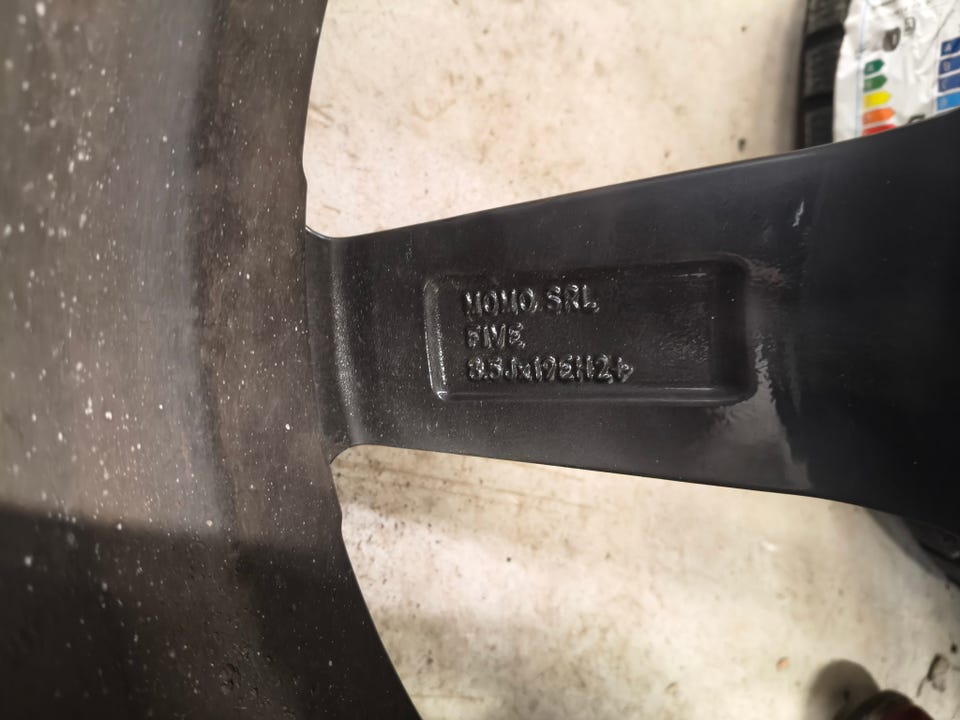 MOMO SRL
FIVE
8.5Jx19EH2+